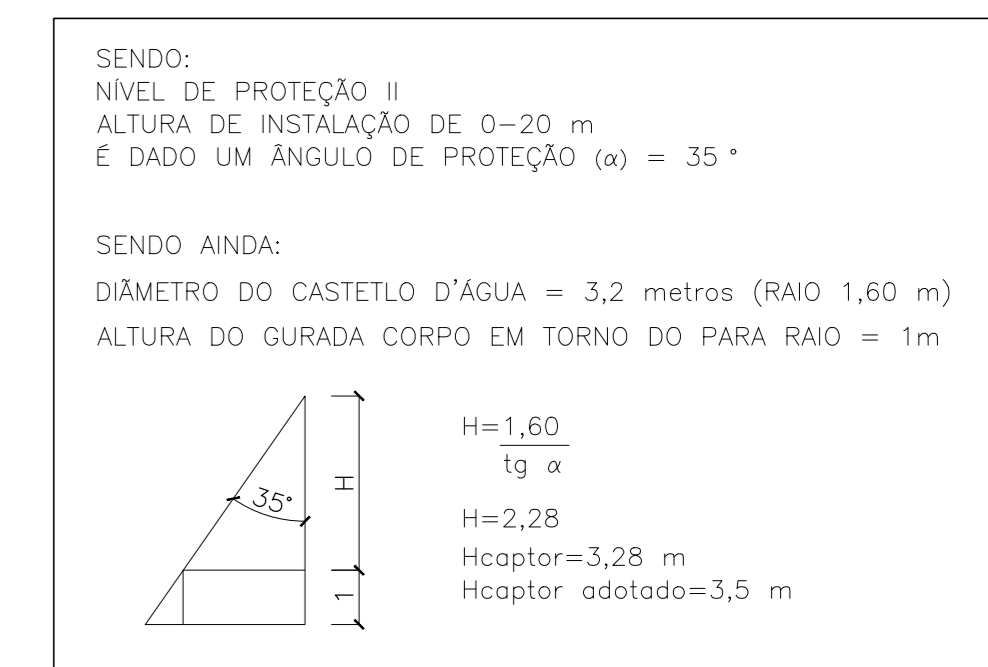 SENDO:
NÍVEL DE PROTEÇÃO II
ALTURA DE INSTALAÇÃO DE 0-20 m
É DADO UM ÂNGULO DE PROTEÇÃO (α) = 35 °
SENDO AINDA:
DIÃMETRO DO CASTETLO D'ÁGUA = 3,2 metros (RAIO 1,60 m)
ALTURA DO GURADA CORPO EM TORNO DO PARA RAIO = 1m
35°
H
1
H=1,60
tg α
H=2,28
Hcaptor=3,28 m
Hcaptor adotado=3,5 m